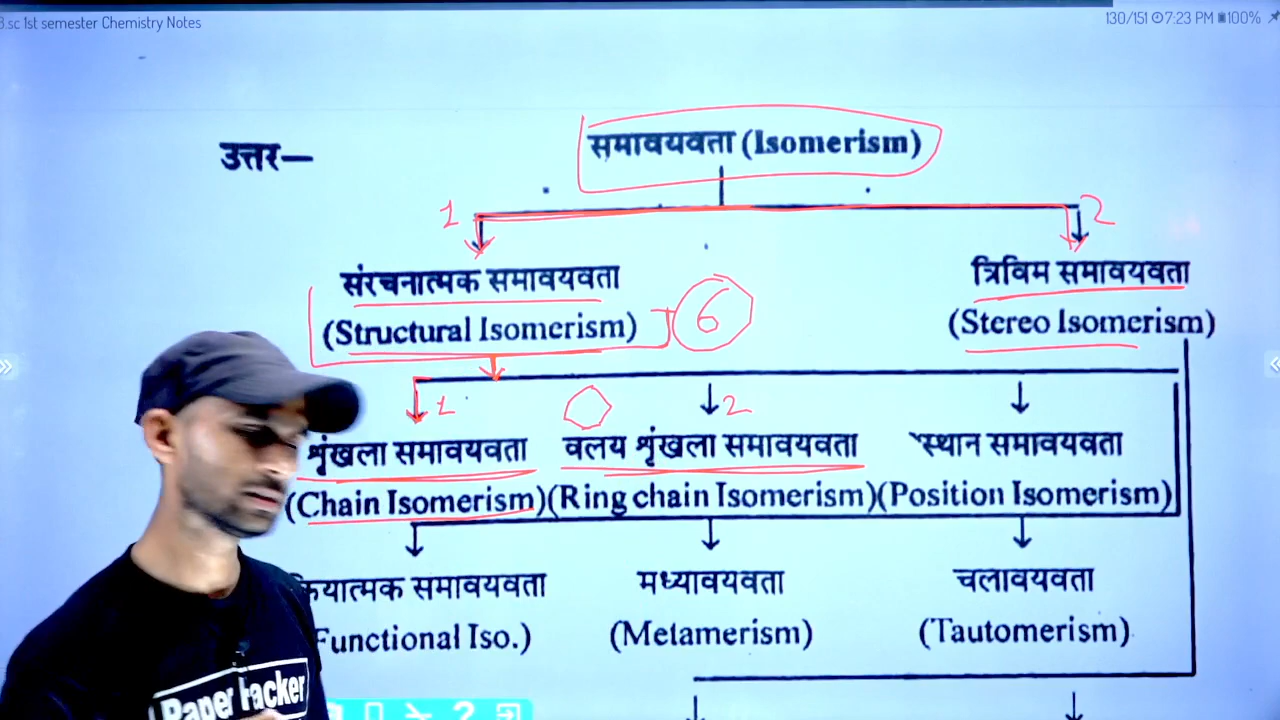 B.sc 1st semester Chemistry Notes
130/151 7:23 PM 100%
उत्तर—
समावयवता (Isomerism)
1
2
संरचनात्मक समावयवता
त्रिविम समावयवता
(Structural Isomerism)
6
(Stereo Isomerism)
1
2
शृंखला समावयवता
वलय शृंखला समावयवता
स्थान समावयवता
(Chain Isomerism)(Ring chain Isomerism)(Position Isomerism)
क्रियात्मक समावयवता
मध्यावयवता
चलावयवता
Functional Iso.)
(Metamerism)
(Tautomerism)
Paper Hacker